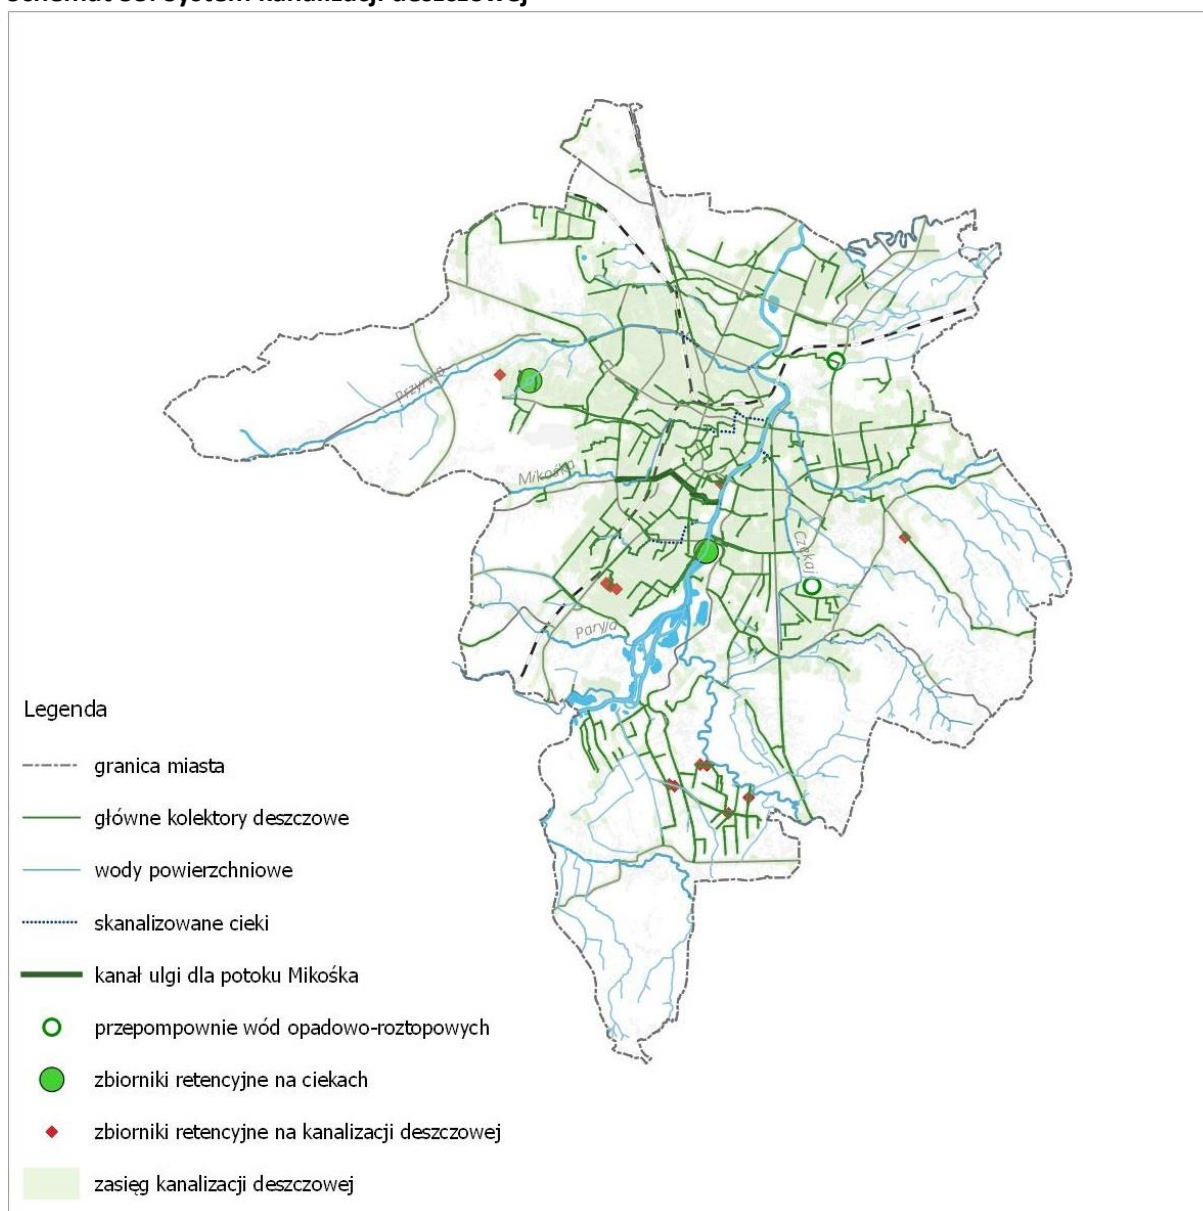 Przyrwa
Mikośka
Czekaj
Paryja
Legenda
granica miasta
główne kolektory deszczowe
wody powierzchniowe
skanalizowane cieki
kanał ulgi dla potoku Mikośka
przepompownie wód opadowo-roztopowych
zbiorniki retencyjne na ciekach
zbiorniki retencyjne na kanalizacji deszczowej
zasięg kanalizacji deszczowej